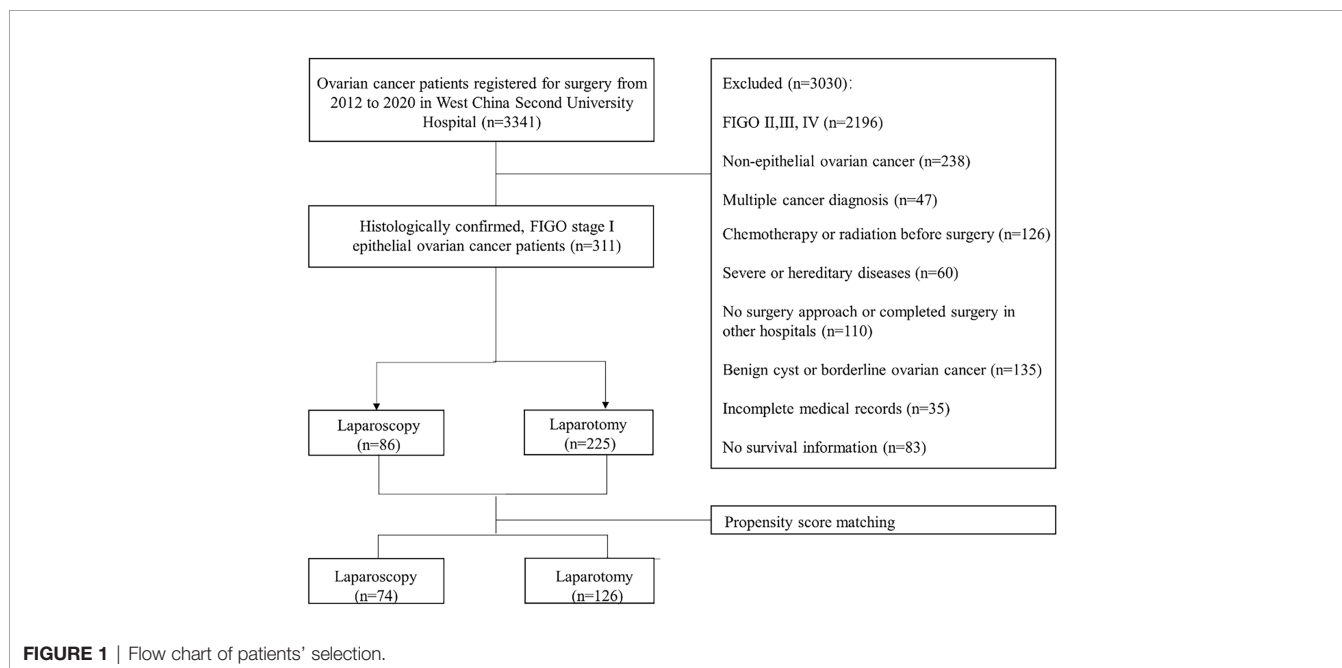 Ovarian cancer patients registered for surgery from
2012 to 2020 in West China Second University
Hospital (n=3341)
Excluded (n=3030):
FIGO II,III, IV (n=2196)
Non-epithelial ovarian cancer (n=238)
Multiple cancer diagnosis (n=47)
Chemotherapy or radiation before surgery (n=126)
Severe or hereditary diseases (n=60)
No surgery approach or completed surgery in
other hospitals (n=110)
Benign cyst or borderline ovarian cancer (n=135)
Incomplete medical records (n=35)
No survival information (n=83)
Histologically confirmed, FIGO stage I
epithelial ovarian cancer patients (n=311)
Laparoscopy
(n=86)
Laparotomy
(n=225)
Propensity score matching
Laparoscopy
(n=74)
Laparotomy
(n=126)
FIGURE 1 | Flow chart of patients' selection.